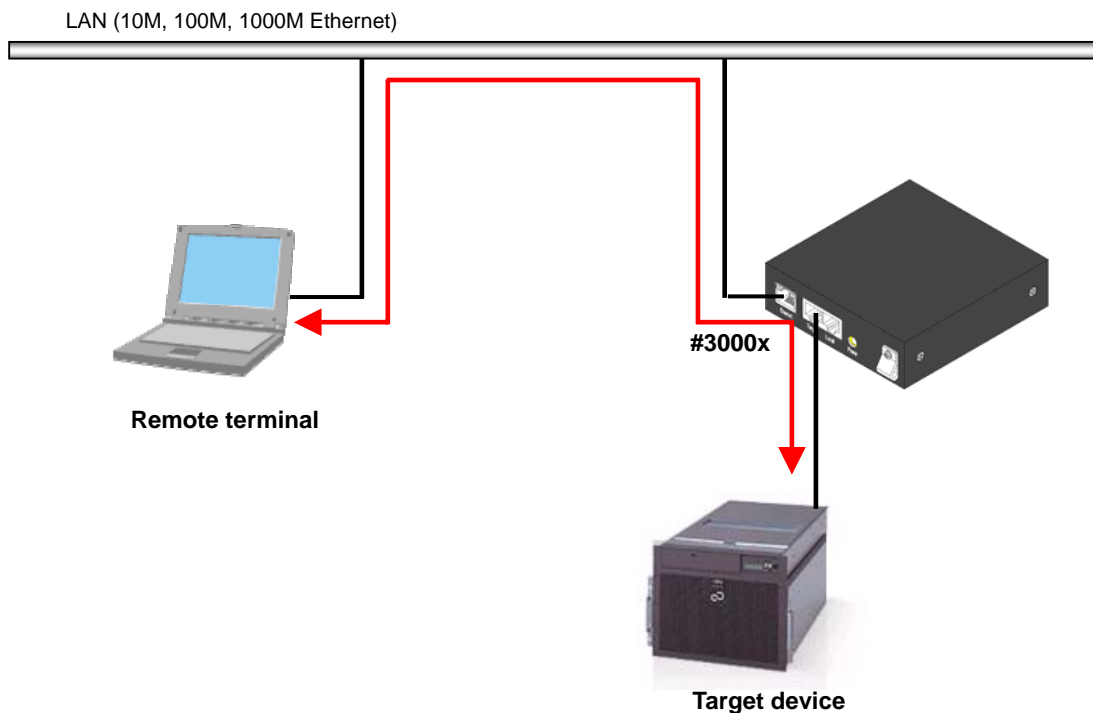 LAN (10M, 100M, 1000M Ethernet)
#3000x
Remote terminal
Target device